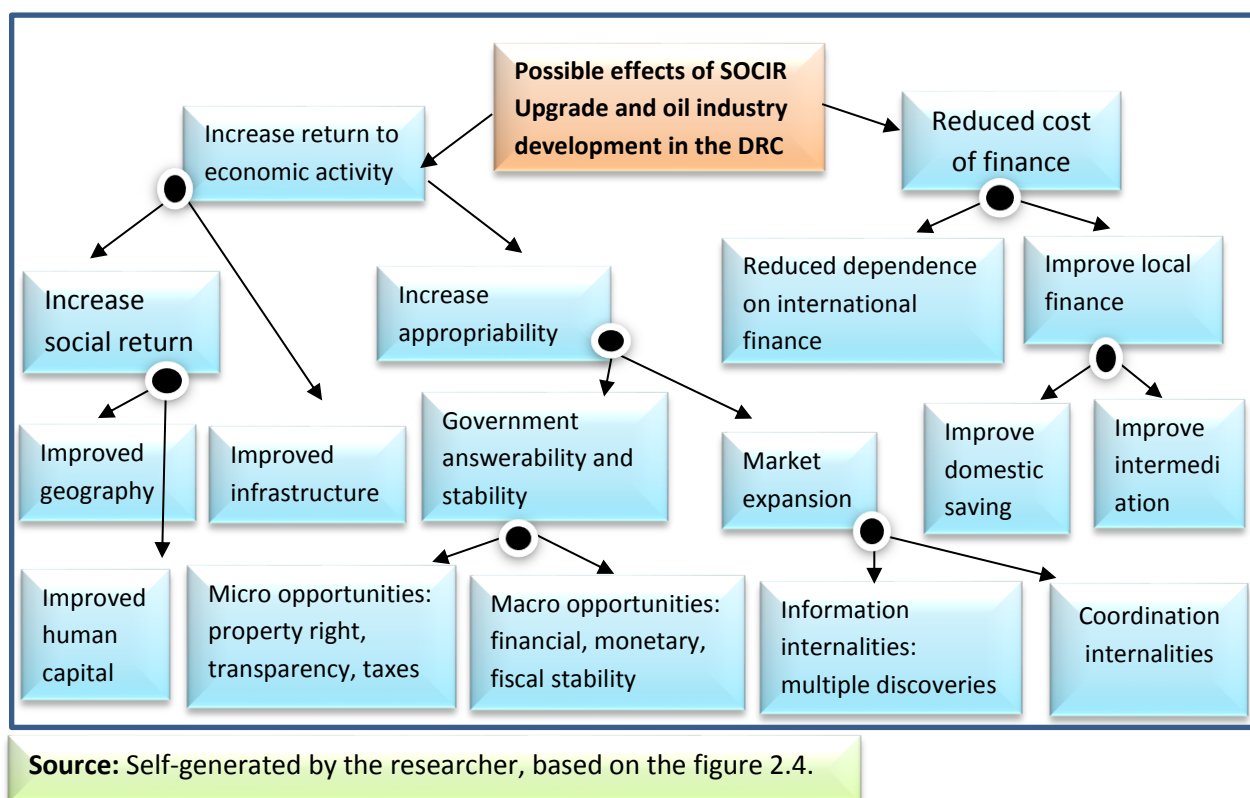 Possible effects of SOCIR
Upgrade and oil industry
development in the DRC
Increase return to
economic activity
Reduced cost
of finance
Increase
social return
Increase
appropriability
Reduced dependence
on international
finance
Improve local
finance
Improved
geography
Improved
infrastructure
Government
answerability and
stability
Market
expansion
Improve
domestic
saving
Improve
intermedi
ation
Improved
human
capital
Micro opportunities:
property right,
transparency, taxes
Macro opportunities:
financial, monetary,
fiscal stability
Information
internalities:
multiple discoveries
Coordination
internalities
Source: Self-generated by the researcher, based on the figure 2.4.